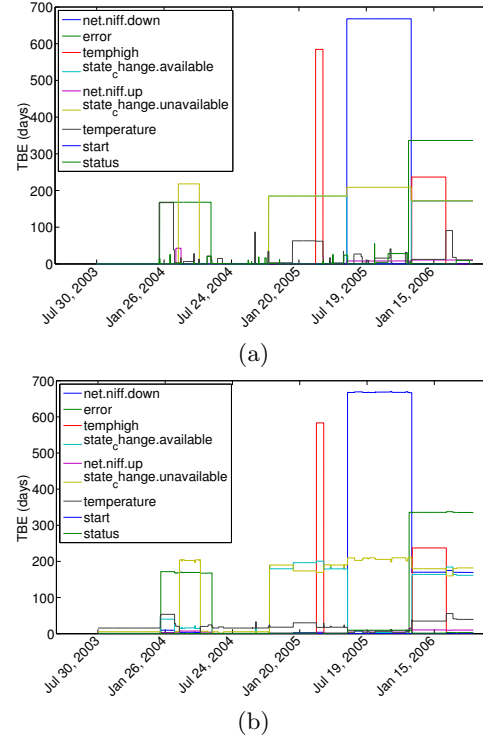 700
600
500
400
300
200
100
0
TBE (days)
net.niff.down
error
temphigh
state_change.available
net.niff.up
state_change.unavailable
temperature
start
status
Jul 30, 2003
Jan 26, 2004
Jul 24, 2004
Jan 20, 2005
Jul 19, 2005
Jan 15, 2006
(a)
700
600
500
400
300
200
100
0
TBE (days)
net.niff.down
error
temphigh
state_change.available
net.niff.up
state_change.unavailable
temperature
start
status
Jul 30, 2003
Jan 26, 2004
Jul 24, 2004
Jan 20, 2005
Jul 19, 2005
Jan 15, 2006
(b)